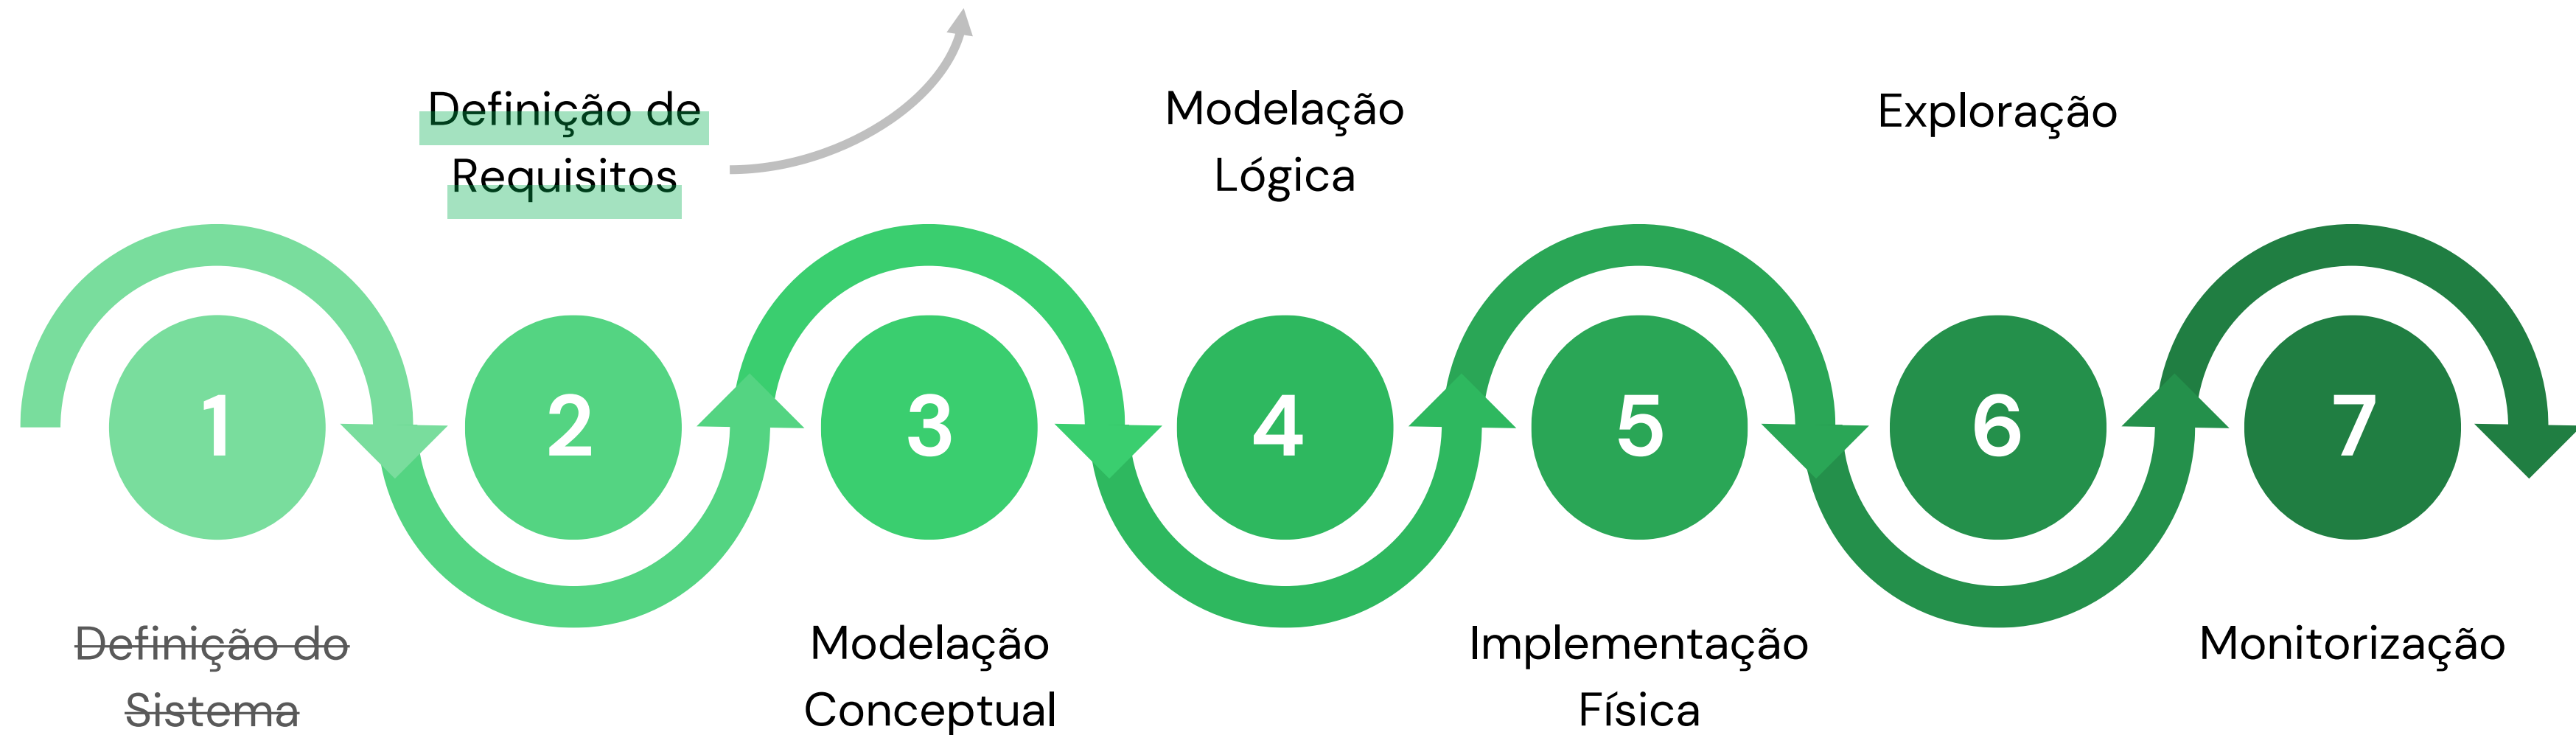 Definição de
Requisitos
Modelação
Lógica
Exploração
1
2
3
4
5
6
7
Definição do
Sistema
Modelação
Conceptual
Implementação
Física
Monitorização